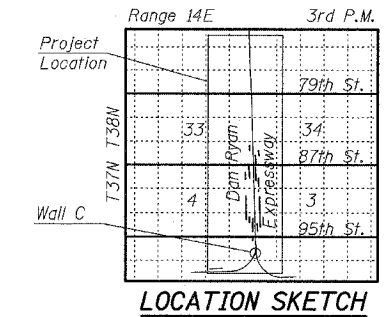 Range 14E 3rd P.M.
Project
Location
79th St.
T38N
33 34
Dan Ryan
Expressway
87th St.
T37N
4 3
Wall C
95th St.
LOCATION SKETCH